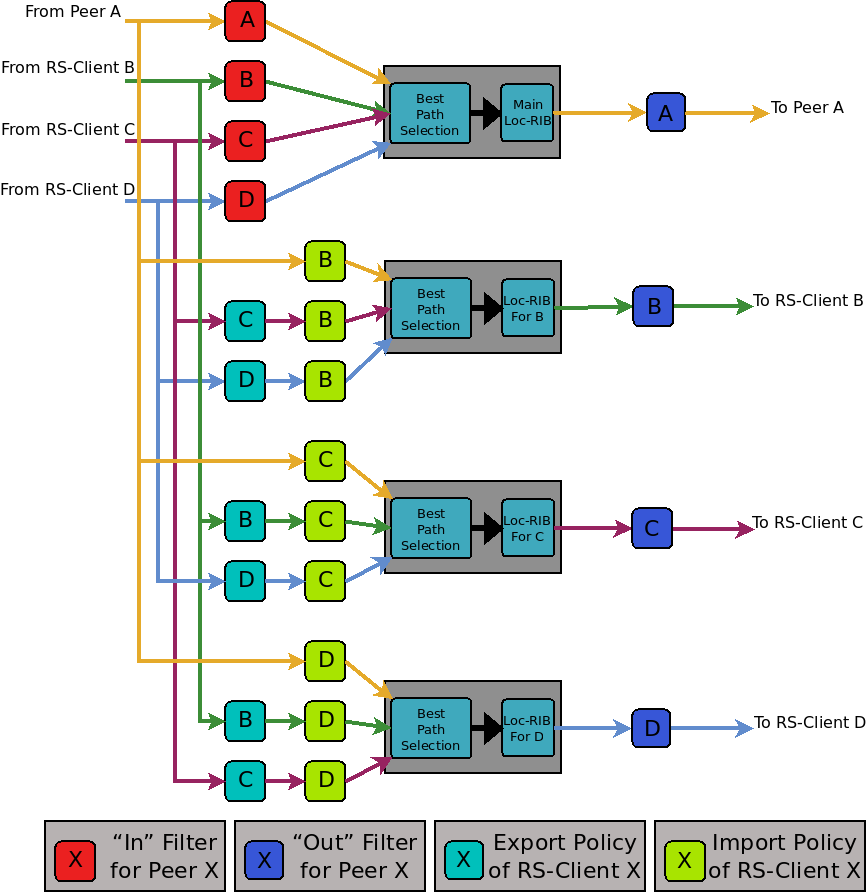 From Peer A
A
From RS-Client B
B
Best
Path
Selection
Main
Loc-RIB
A
To Peer A
From RS-Client C
C
From RS-Client D
D
B
C
B
Best
Path
Selection
Loc-RIB
For B
B
To RS-Client B
D
B
C
B
C
Best
Path
Selection
Loc-RIB
For C
C
To RS-Client C
D
C
D
B
D
Best
Path
Selection
Loc-RIB
For D
D
To RS-Client D
C
D
X
“In” Filter
for Peer X
X
“Out” Filter
for Peer X
X
Export Policy
of RS-Client X
X
Import Policy
of RS-Client X